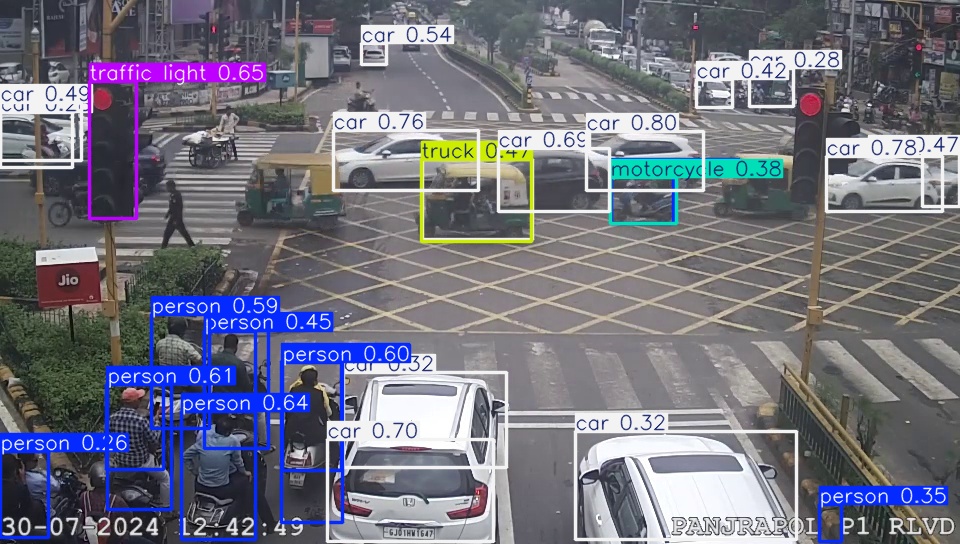 car 0.54
car 0.28
car 0.42
traffic light 0.65
car 0.49
car 0.29
car 0.76
car 0.80
car 0.69
truck 0.47
car 0.78
0.47
motorcycle 0.38
Jio
person 0.59
person 0.45
person 0.60
car 0.32
person 0.61
person 0.64
car 0.32
car 0.70
person 0.26
person 0.35
30-07-2024 12:42:49
PANJRAPOL P1 RLVD
GJ01HW1647